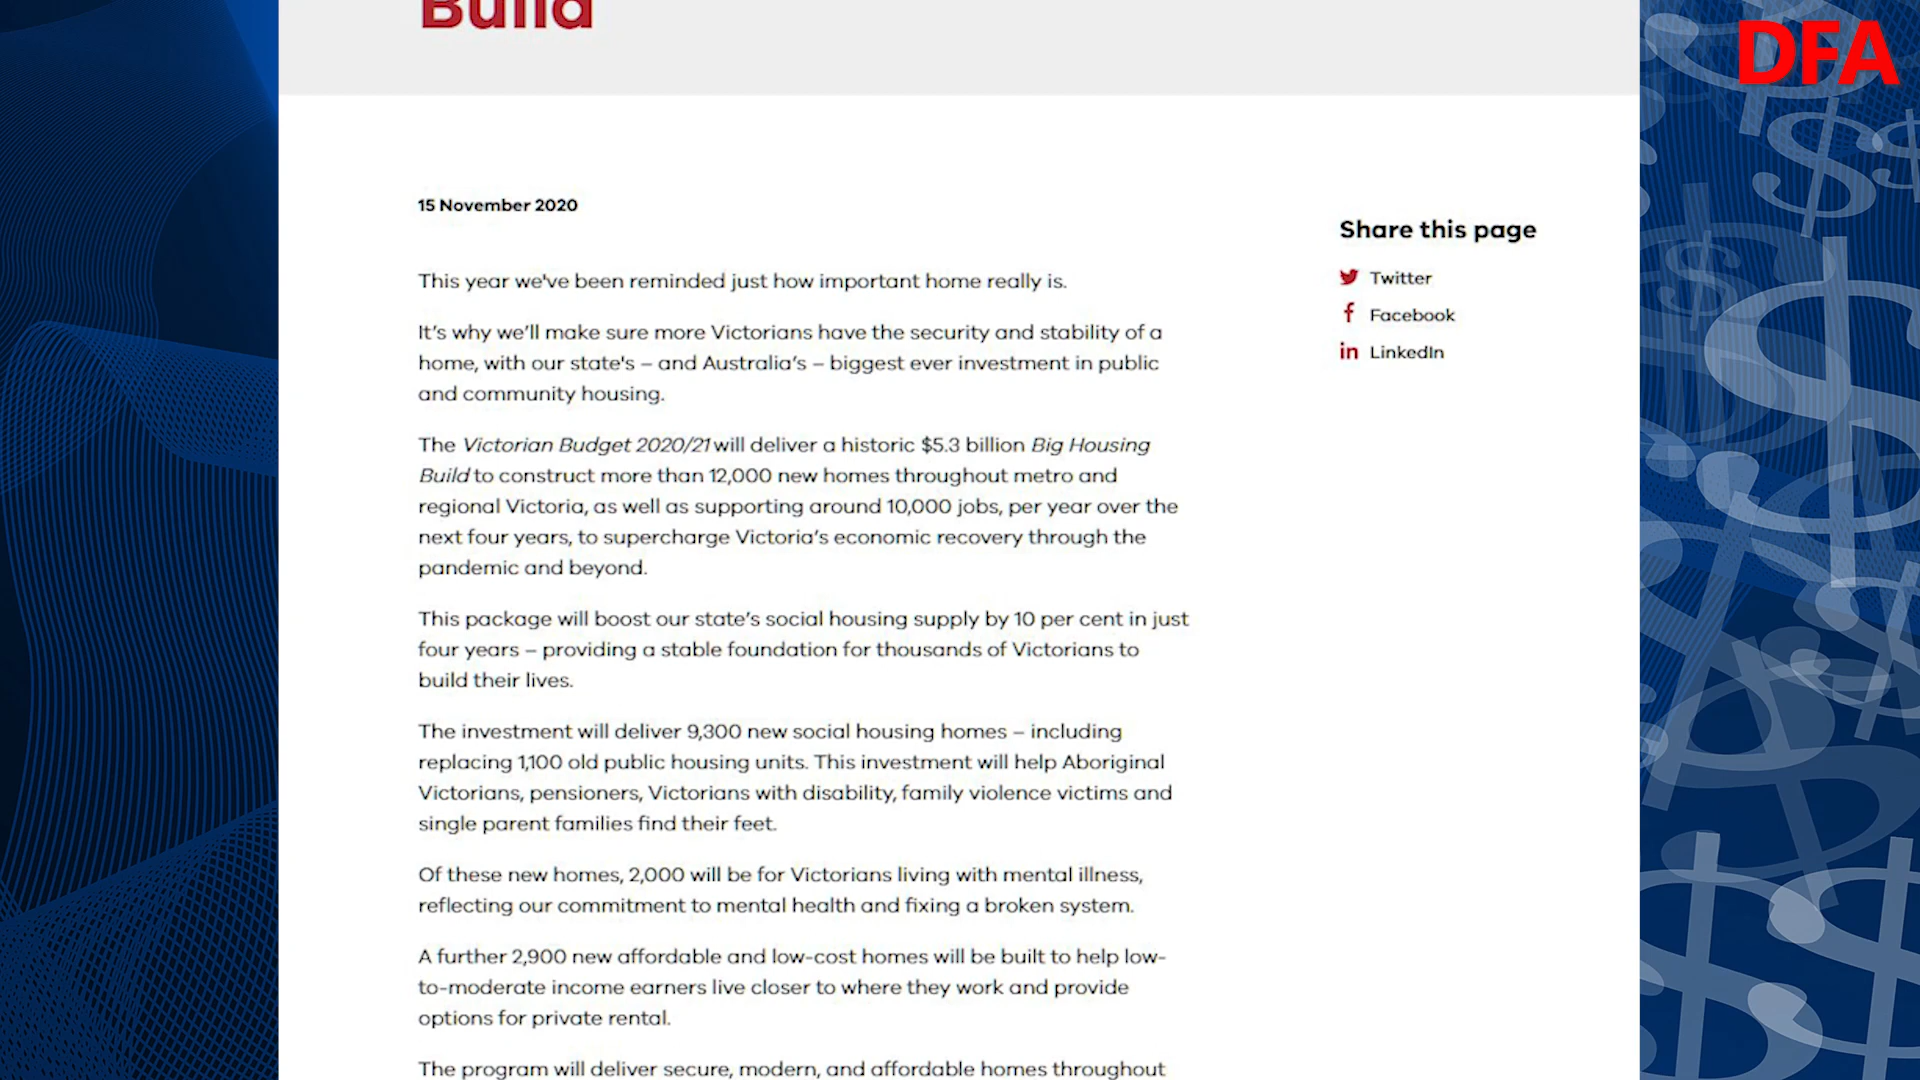 Build
DFA
15 November 2020
Share this page
Twitter
Facebook
LinkedIn
This year we've been reminded just how important home really is.
It’s why we’ll make sure more Victorians have the security and stability of a
home, with our state's – and Australia’s – biggest ever investment in public
and community housing.
The Victorian Budget 2020/21 will deliver a historic $5.3 billion Big Housing
Build to construct more than 12,000 new homes throughout metro and
regional Victoria, as well as supporting around 10,000 jobs, per year over the
next four years, to supercharge Victoria’s economic recovery through the
pandemic and beyond.
This package will boost our state’s social housing supply by 10 per cent in just
four years – providing a stable foundation for thousands of Victorians to
build their lives.
The investment will deliver 9,300 new social housing homes – including
replacing 1,100 old public housing units. This investment will help Aboriginal
Victorians, pensioners, Victorians with disability, family violence victims and
single parent families find their feet.
Of these new homes, 2,000 will be for Victorians living with mental illness,
reflecting our commitment to mental health and fixing a broken system.
A further 2,900 new affordable and low-cost homes will be built to help low-
to-moderate income earners live closer to where they work and provide
options for private rental.
The program will deliver secure, modern, and affordable homes throughout